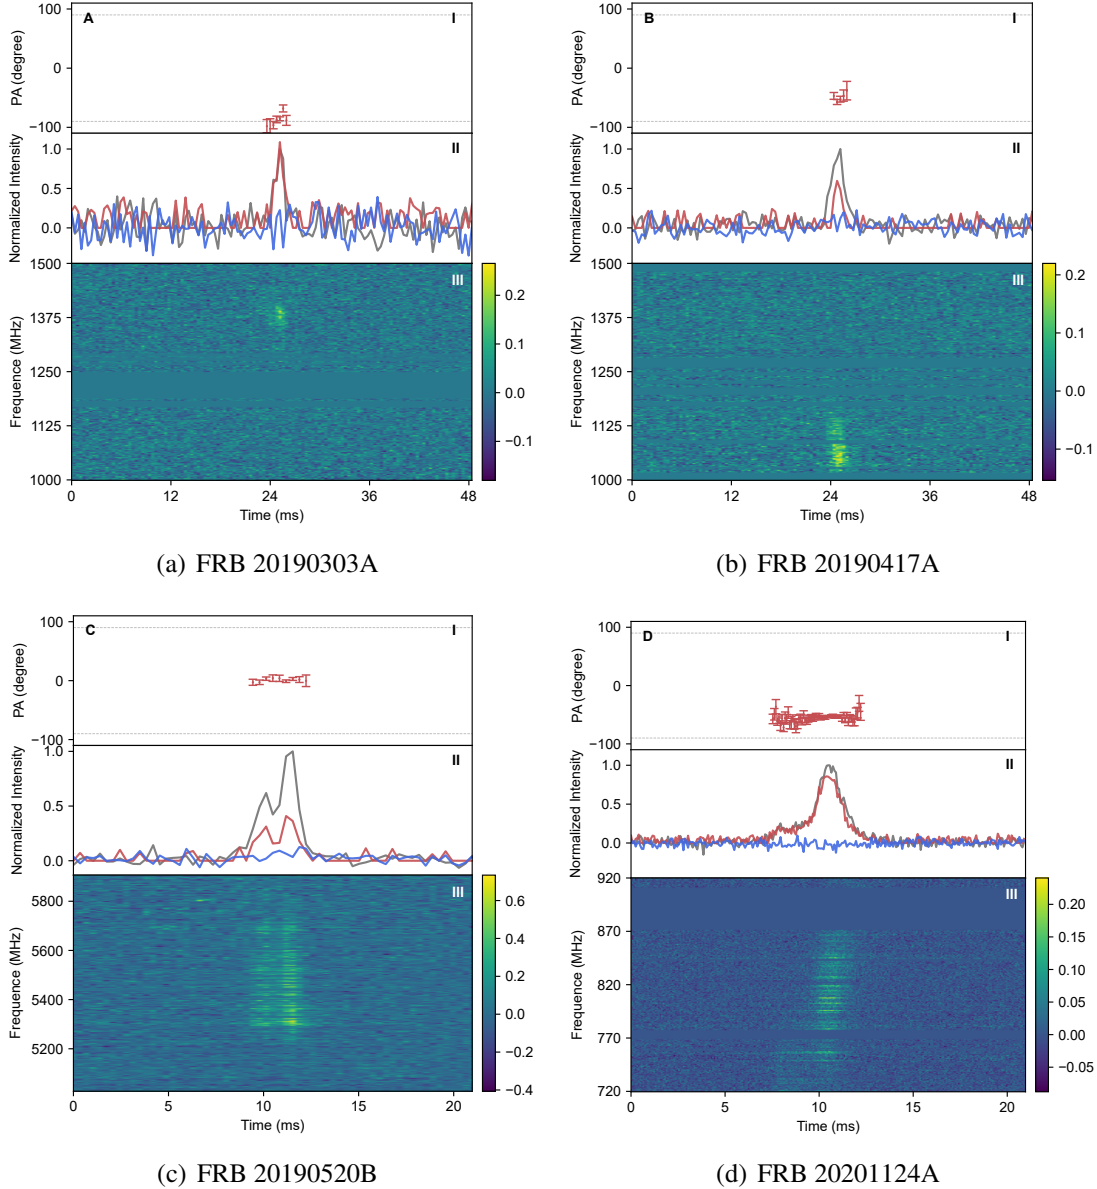 A
I
100
0
−100
PA (degree)
II
1.0
0.5
0.0
Normalized Intensity
III
1500
1375
1250
1125
1000
Frequence (MHz)
0.2
0.1
0.0
−0.1
0
12
24
36
48
Time (ms)
(a) FRB 20190303A
B
I
100
0
−100
PA (degree)
II
1.0
0.5
0.0
Normalized Intensity
III
1500
1375
1250
1125
1000
Frequence (MHz)
0.2
0.1
0.0
−0.1
0
12
24
36
48
Time (ms)
(b) FRB 20190417A
C
I
100
0
−100
PA (degree)
II
1.0
0.5
0.0
Normalized Intensity
III
5800
5600
5400
5200
Frequence (MHz)
0.6
0.4
0.2
0.0
−0.2
−0.4
0
5
10
15
20
Time (ms)
(c) FRB 20190520B
D
I
100
0
−100
PA (degree)
II
1.0
0.5
0.0
Normalized Intensity
III
920
870
820
770
720
Frequence (MHz)
0.20
0.15
0.10
0.05
0.00
−0.05
0
5
10
15
20
Time (ms)
(d) FRB 20201124A